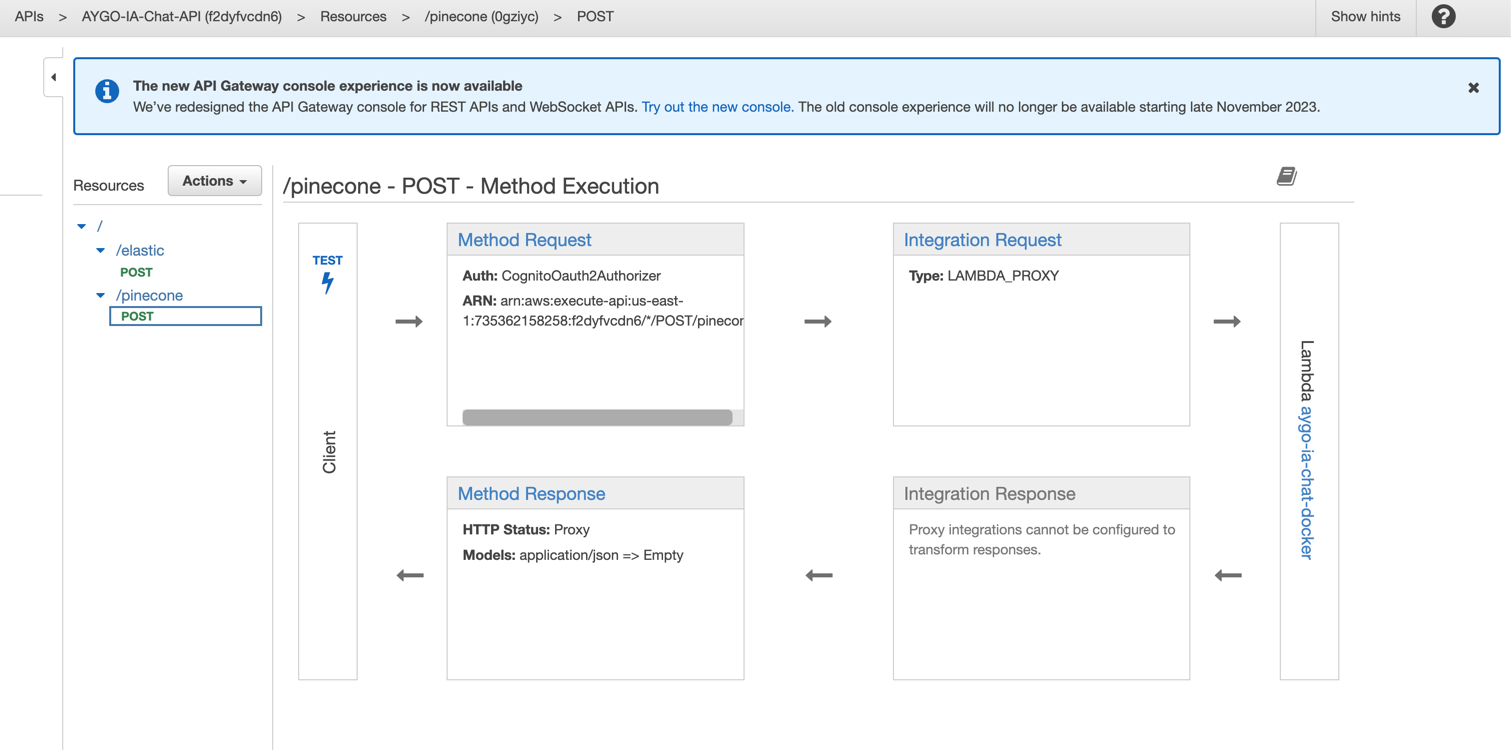 APIs > AYGO-IA-Chat-API (f2dyfvcdn6) > Resources > /pinecone (0gziyc) > POST
Show hints
?
The new API Gateway console experience is now available
We've redesigned the API Gateway console for REST APIs and WebSocket APIs. Try out the new console. The old console experience will no longer be available starting late November 2023.
Resources
Actions
/
/elastic
POST
/pinecone
POST
/pinecone - POST - Method Execution
TEST
Client
Method Request
Auth: CognitoOauth2Authorizer
ARN: arn:aws:execute-api:us-east-
1:735362158258:f2dyfvcdn6/*/POST/pinecor
Integration Request
Type: LAMBDA_PROXY
Lambda aygo-ia-chat-docker
Method Response
HTTP Status: Proxy
Models: application/json => Empty
Integration Response
Proxy integrations cannot be configured to
transform responses.